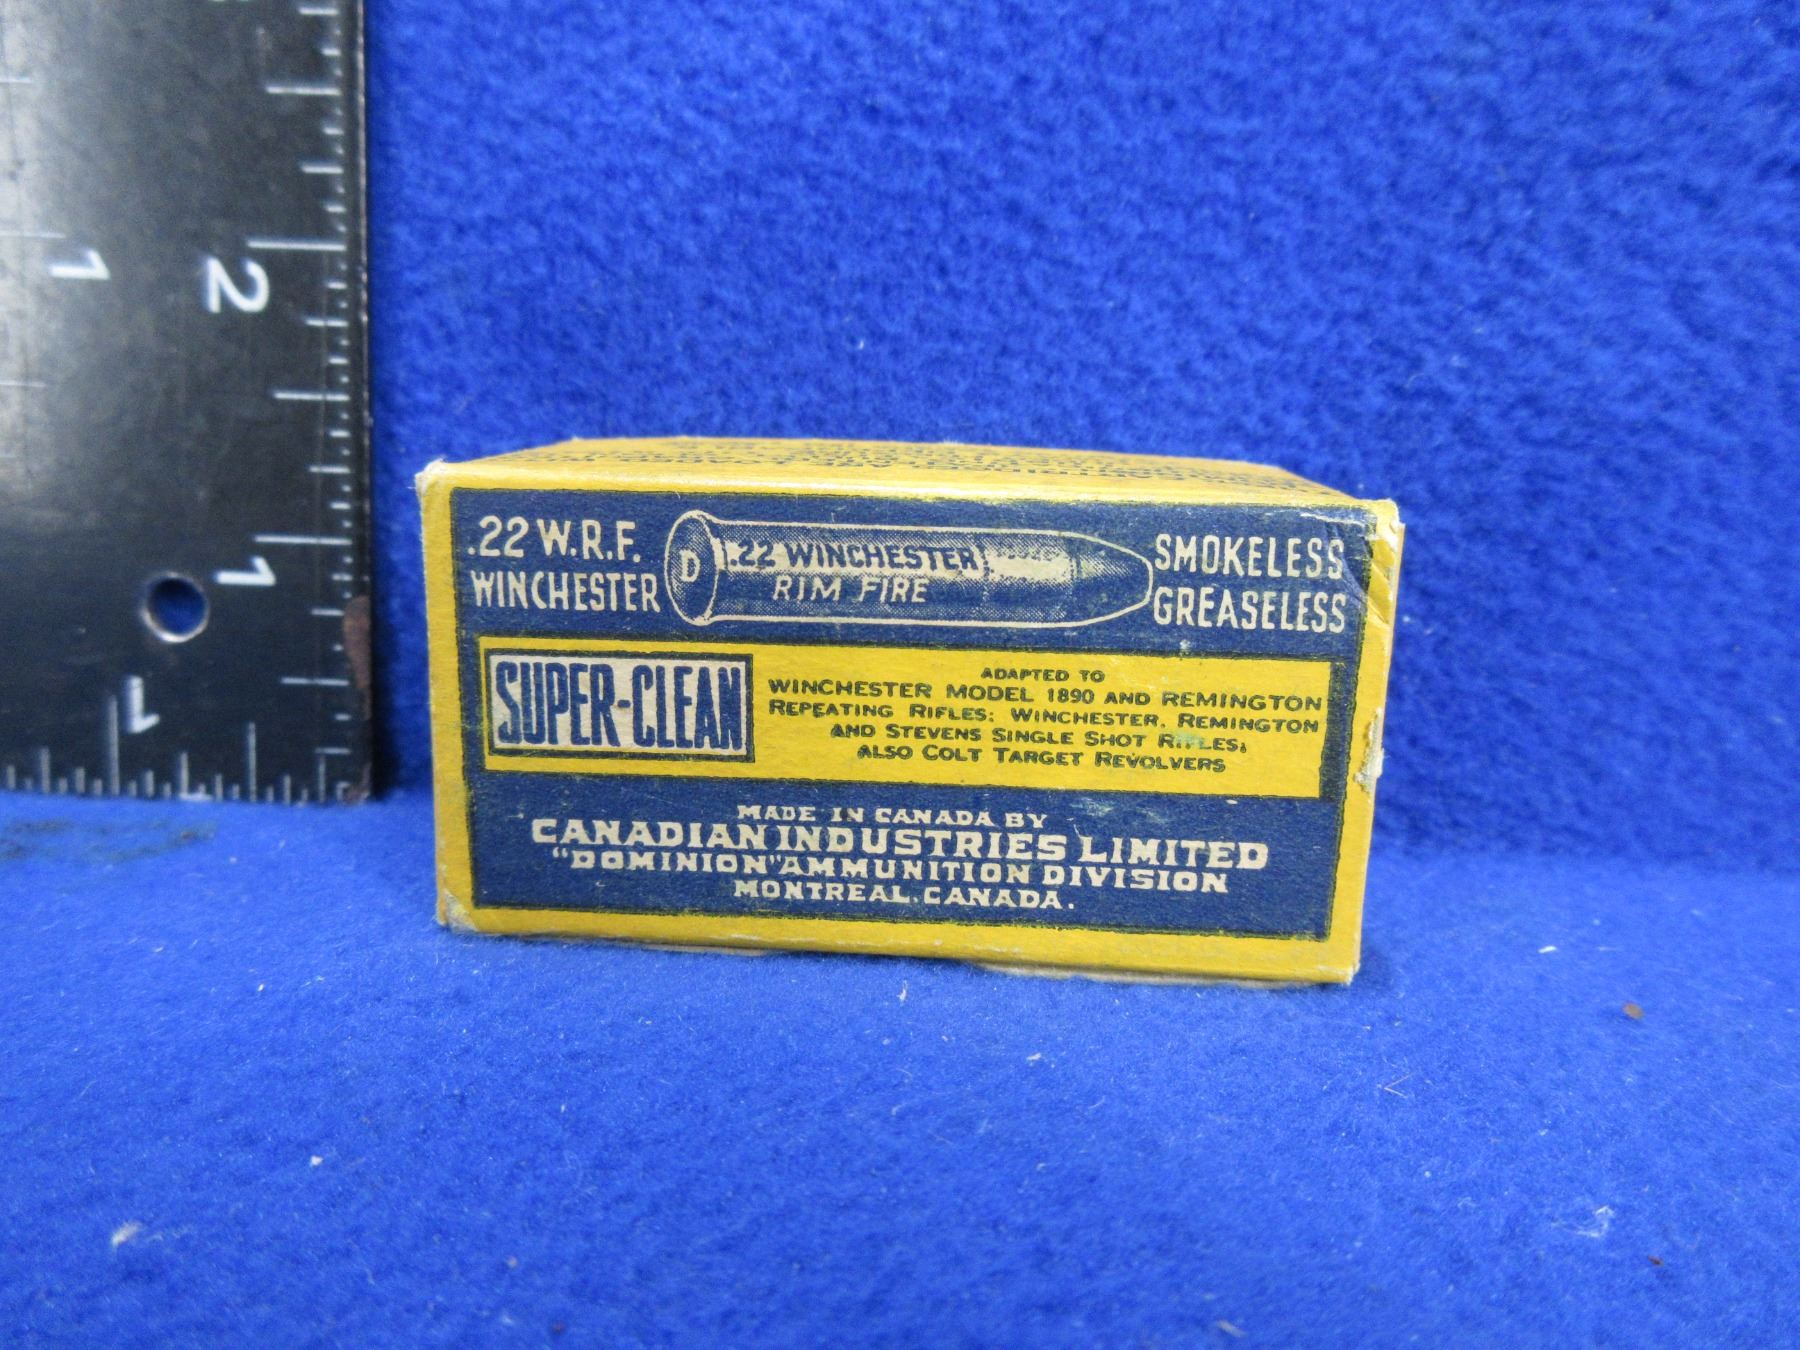 1
2
1
1
.22 W.R.F.
WINCHESTER
D
.22 WINCHESTER
RIM FIRE
SMOKELESS
GREASELESS
SUPER-CLEAN
ADAPTED TO
WINCHESTER MODEL 1890 AND REMINGTON
REPEATING RIFLES: WINCHESTER, REMINGTON
AND STEVENS SINGLE SHOT RIFLES,
ALSO COLT TARGET REVOLVERS
MADE IN CANADA BY
CANADIAN INDUSTRIES LIMITED
"DOMINION" AMMUNITION DIVISION
MONTREAL, CANADA.